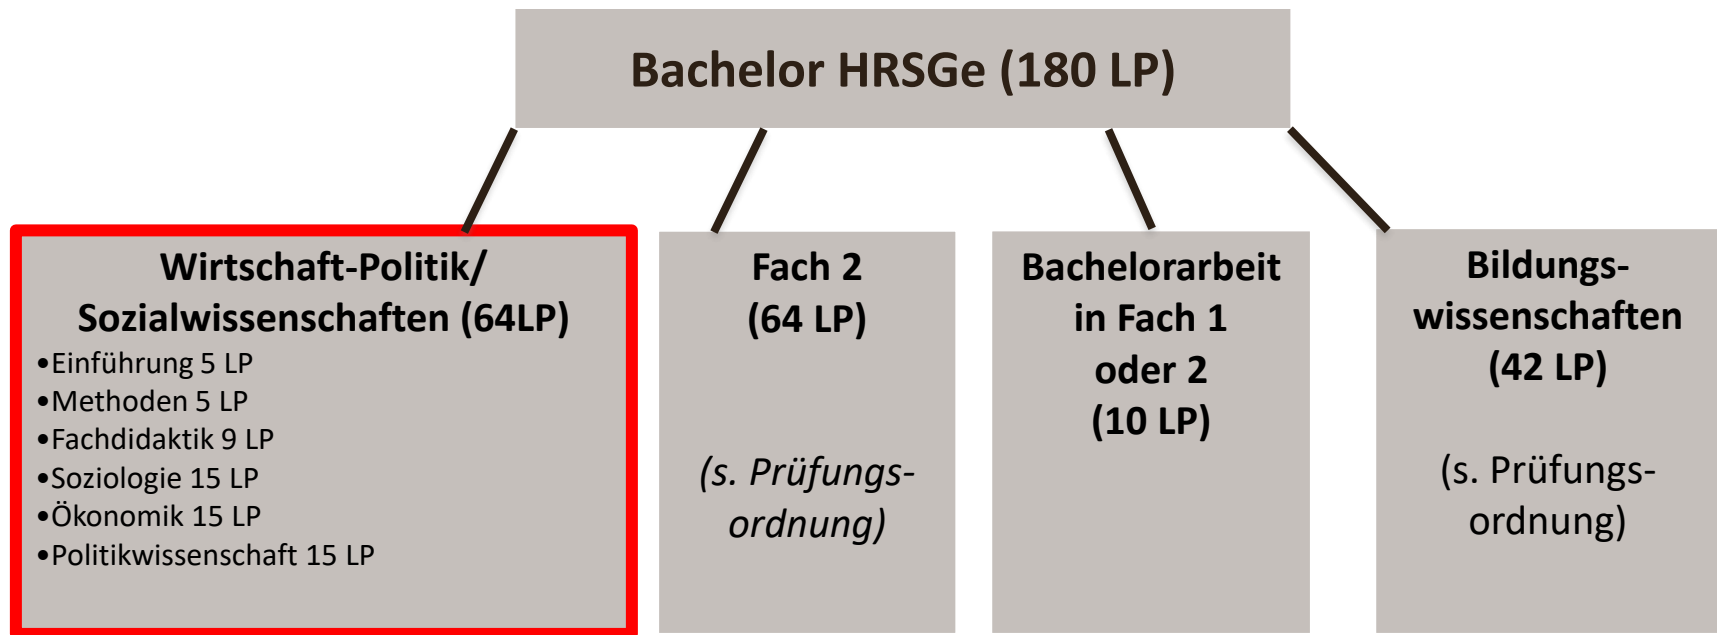 Bachelor HRSGe (180 LP)
Wirtschaft-Politik/
Sozialwissenschaften (64LP)
•Einführung 5 LP
•Methoden 5 LP
•Fachdidaktik 9 LP
•Soziologie 15 LP
•Ökonomik 15 LP
•Politikwissenschaft 15 LP
Fach 2
(64 LP)
(s. Prüfungs-
ordnung)
Bachelorarbeit
in Fach 1
oder 2
(10 LP)
Bildungs-
wissenschaften
(42 LP)
(s. Prüfungs-
ordnung)